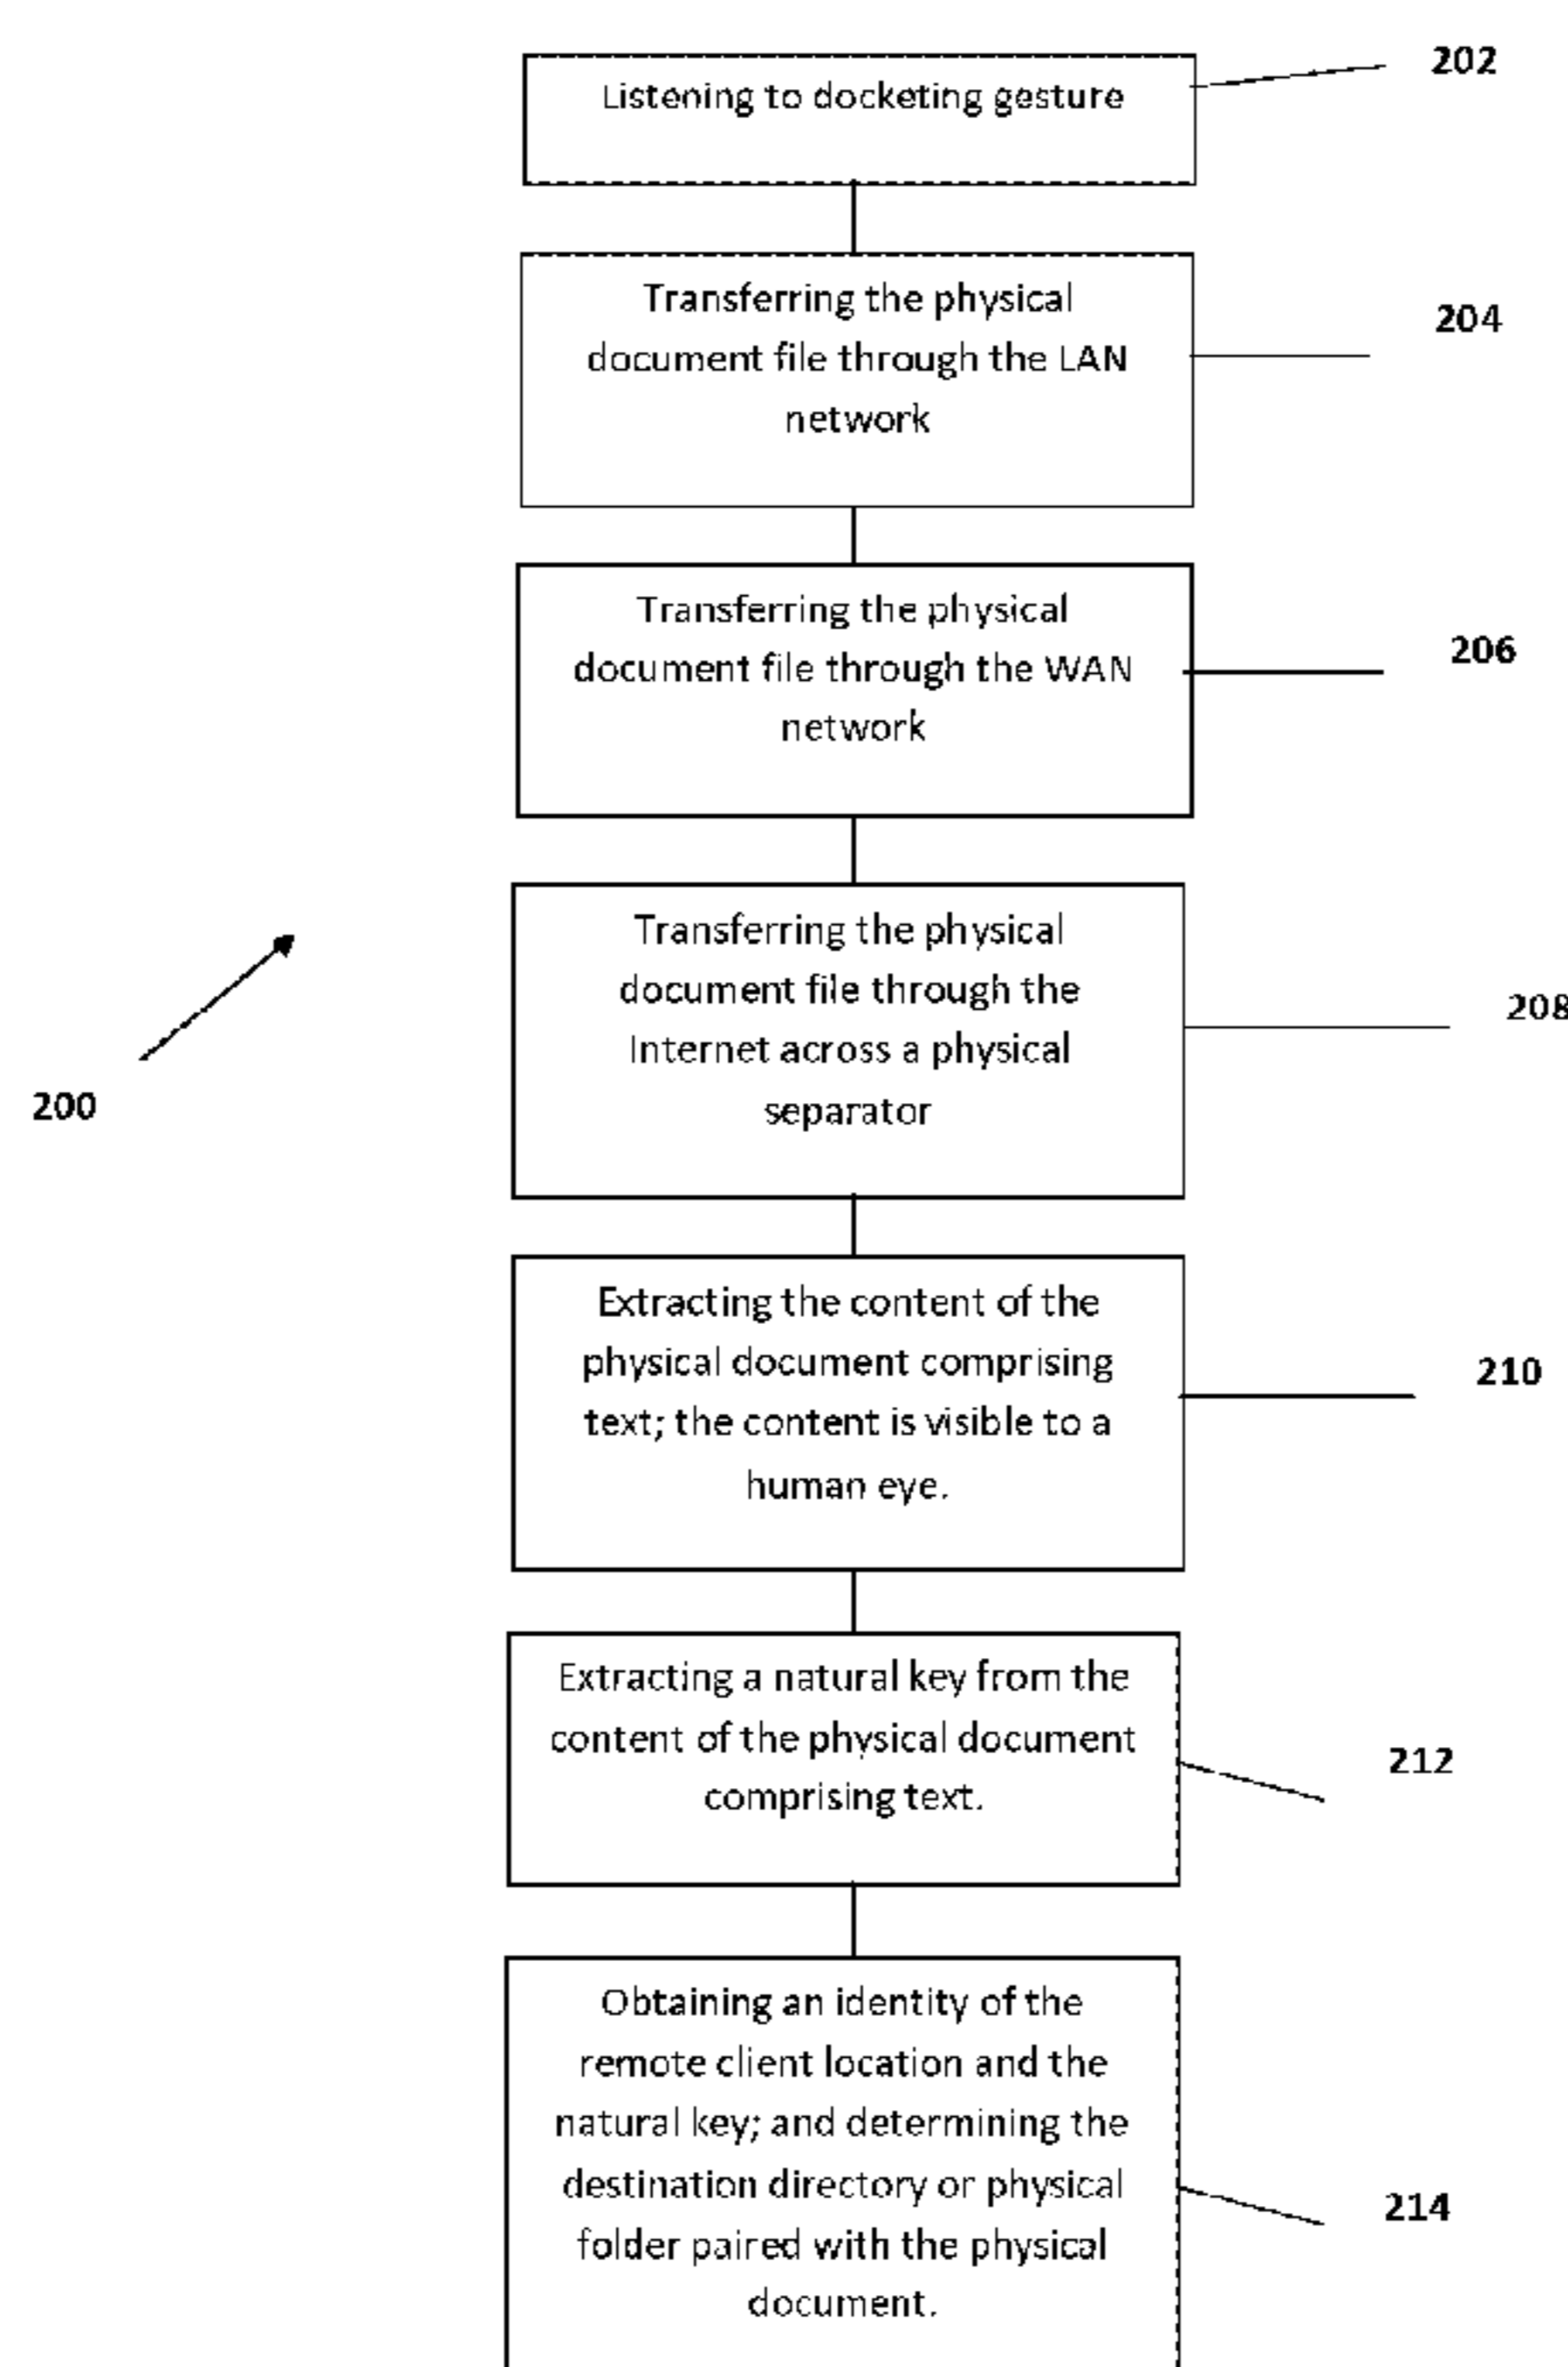 Listening to docketing gesture
202
Transferring the physical
document file through the LAN
network
204
Transferring the physical
document file through the WAN
network
206
Transferring the physical
document file through the
Internet across a physical
separator
208
200
Extracting the content of the
physical document comprising
text; the content is visible to a
human eye.
210
Extracting a natural key from the
content of the physical document
comprising text.
212
Obtaining an identity of the
remote client location and the
natural key; and determining the
destination directory or physical
folder paired with the physical
document.
214